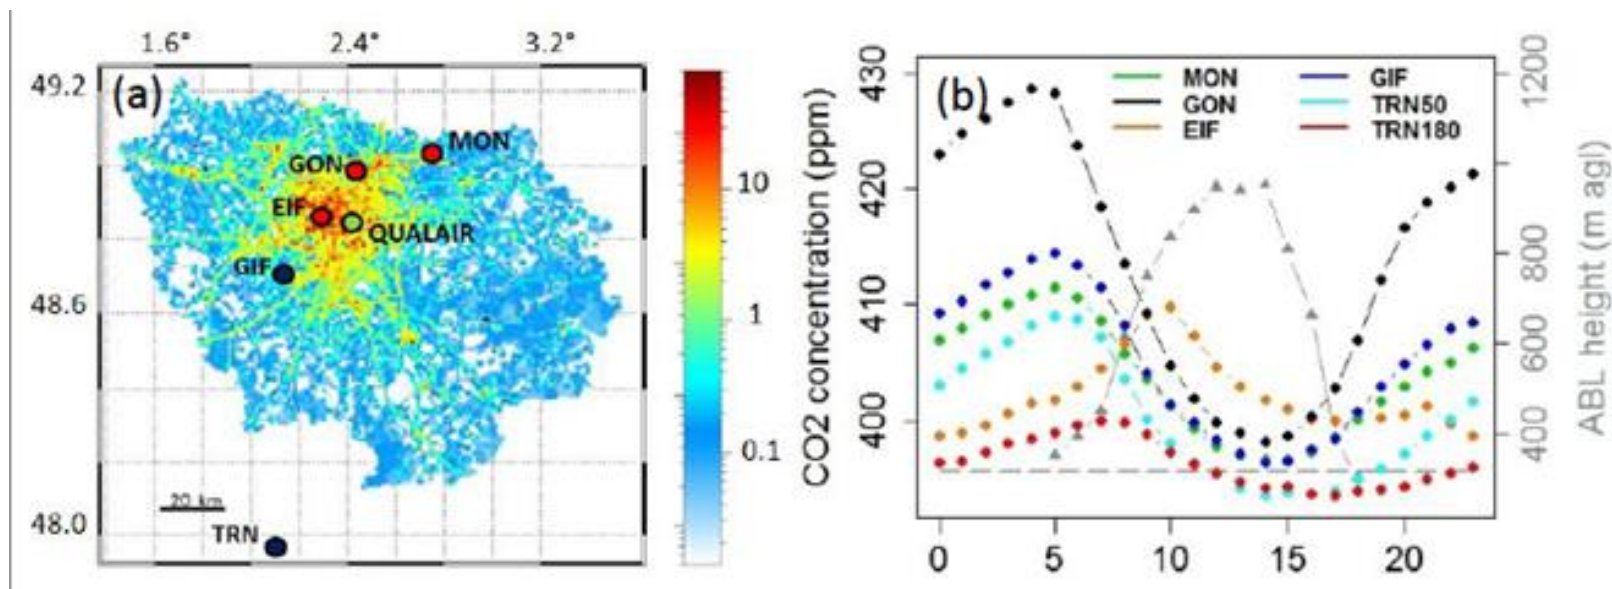 1.6° 2.4° 3.2°
49.2
48.6
48.0
(a)
MON
GON
EIF
QUALAIR
GIF
20 km
TRN
10
1
0.1
CO2 concentration (ppm)
430
420
410
400
(b)
MON
GON
EIF
GIF
TRN50
TRN180
1200
800
600
400
ABL height (m agl)
0 5 10 15 20